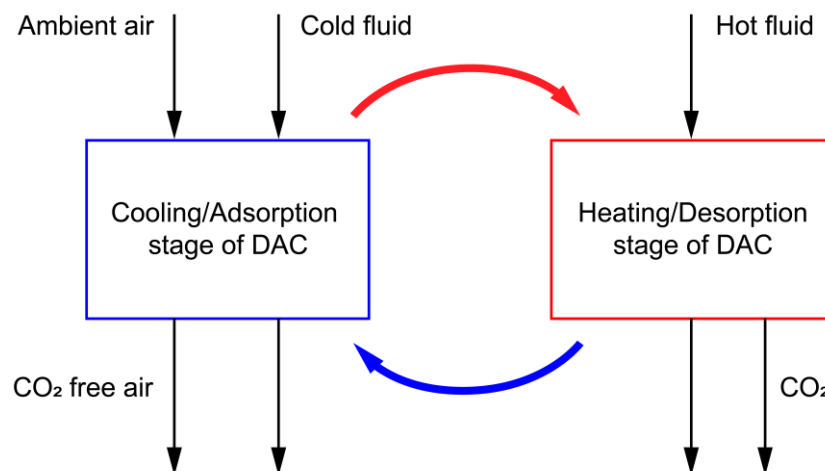 Ambient air
Cold fluid
Hot fluid
Cooling/Adsorption
stage of DAC
Heating/Desorption
stage of DAC
CO₂ free air
CO₂